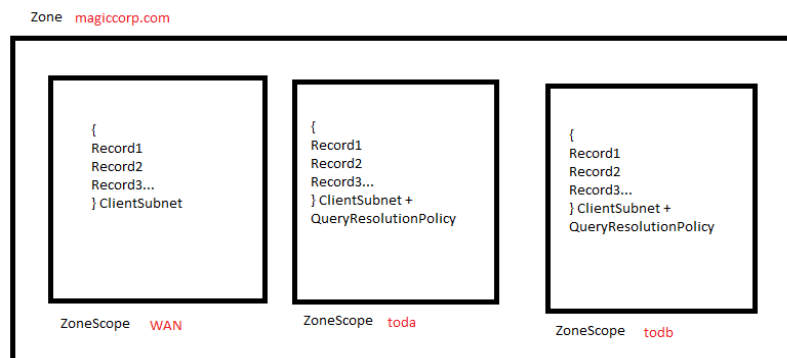 Zone magiccorp.com
{
Record1
Record2
Record3...
} ClientSubnet
ZoneScope WAN
{
Record1
Record2
Record3...
} ClientSubnet +
QueryResolutionPolicy
ZoneScope toda
{
Record1
Record2
Record3...
} ClientSubnet +
QueryResolutionPolicy
ZoneScope todb